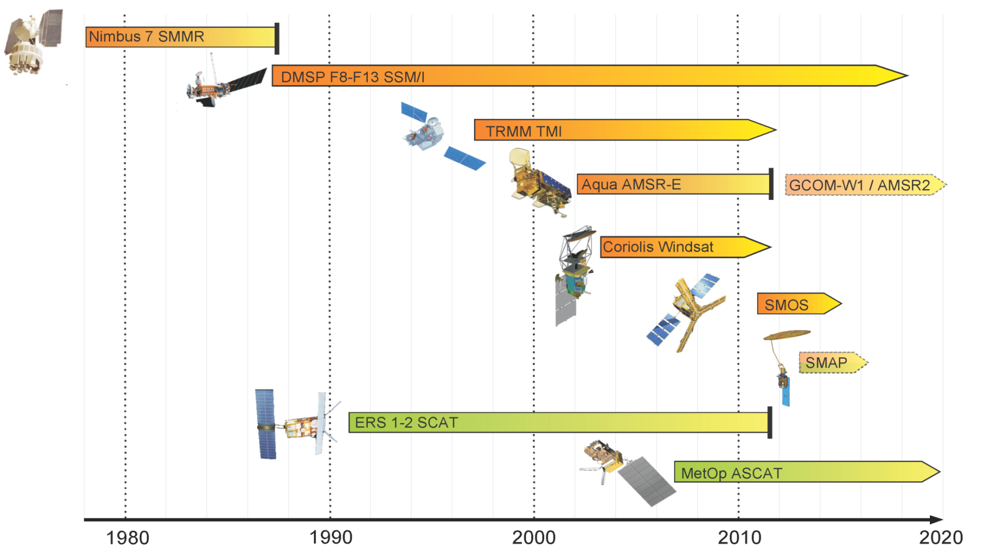 Nimbus 7 SMMR
DMSP F8-F13 SSM/I
TRMM TMI
Aqua AMSR-E
GCOM-W1 / AMSR2
Coriolis Windsat
SMOS
SMAP
ERS 1-2 SCAT
MetOp ASCAT
1980 1990 2000 2010 2020